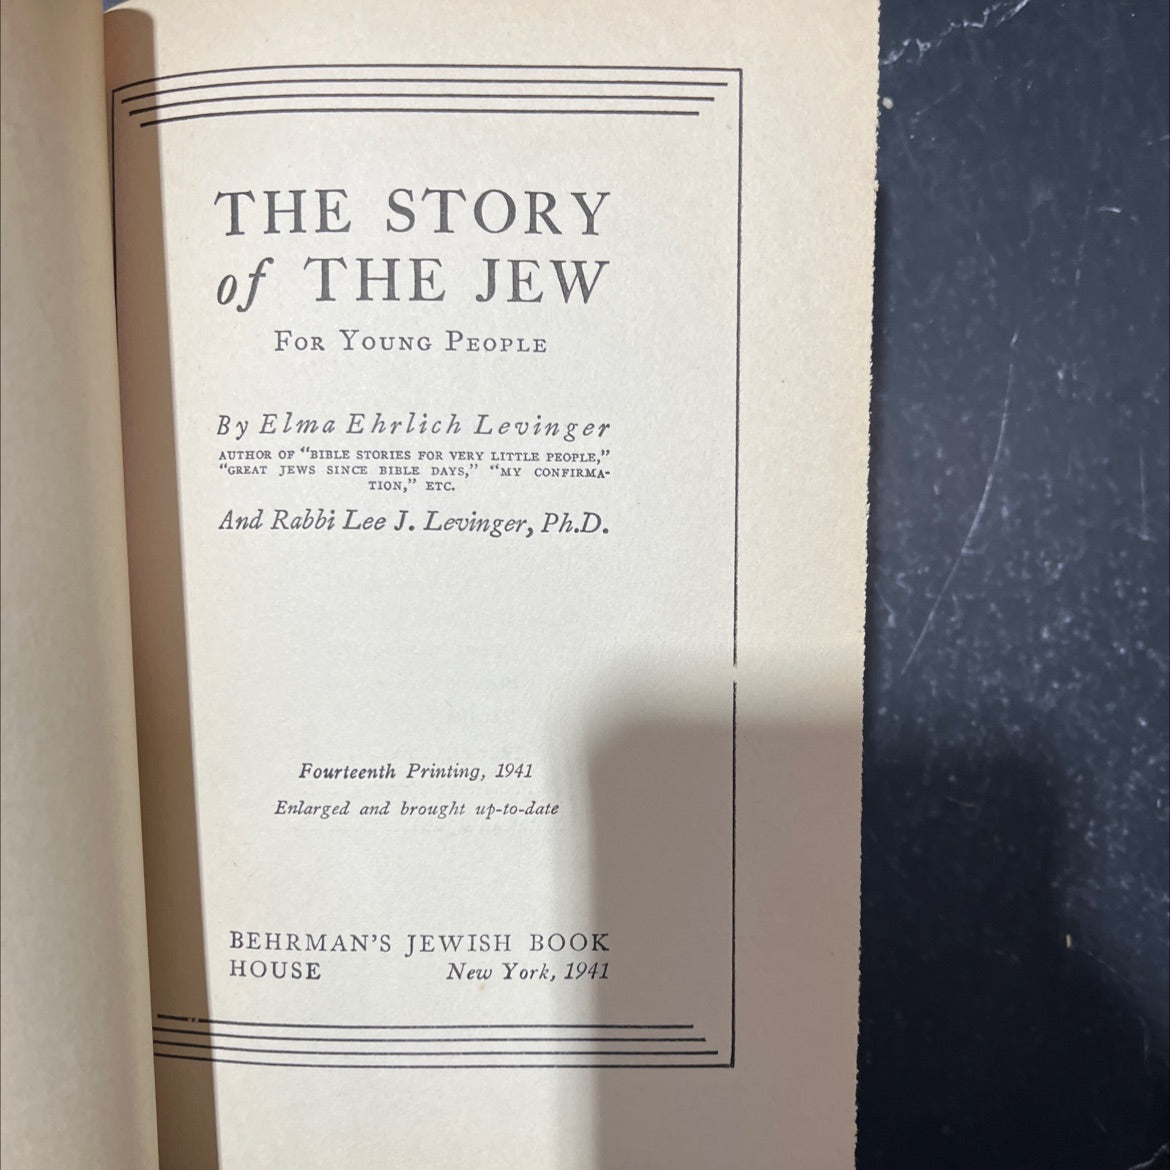 THE STORY
of THE JEW
FOR YOUNG PEOPLE
By Elma Ehrlich Levinger
AUTHOR OF "BIBLE STORIES FOR VERY LITTLE PEOPLE,"
"GREAT JEWS SINCE BIBLE DAYS," "MY CONFIRMA-
TION," ETC.
And Rabbi Lee J. Levinger, Ph.D.
Fourteenth Printing, 1941
Enlarged and brought up-to-date
BEHRMAN'S JEWISH BOOK
HOUSE New York, 1941